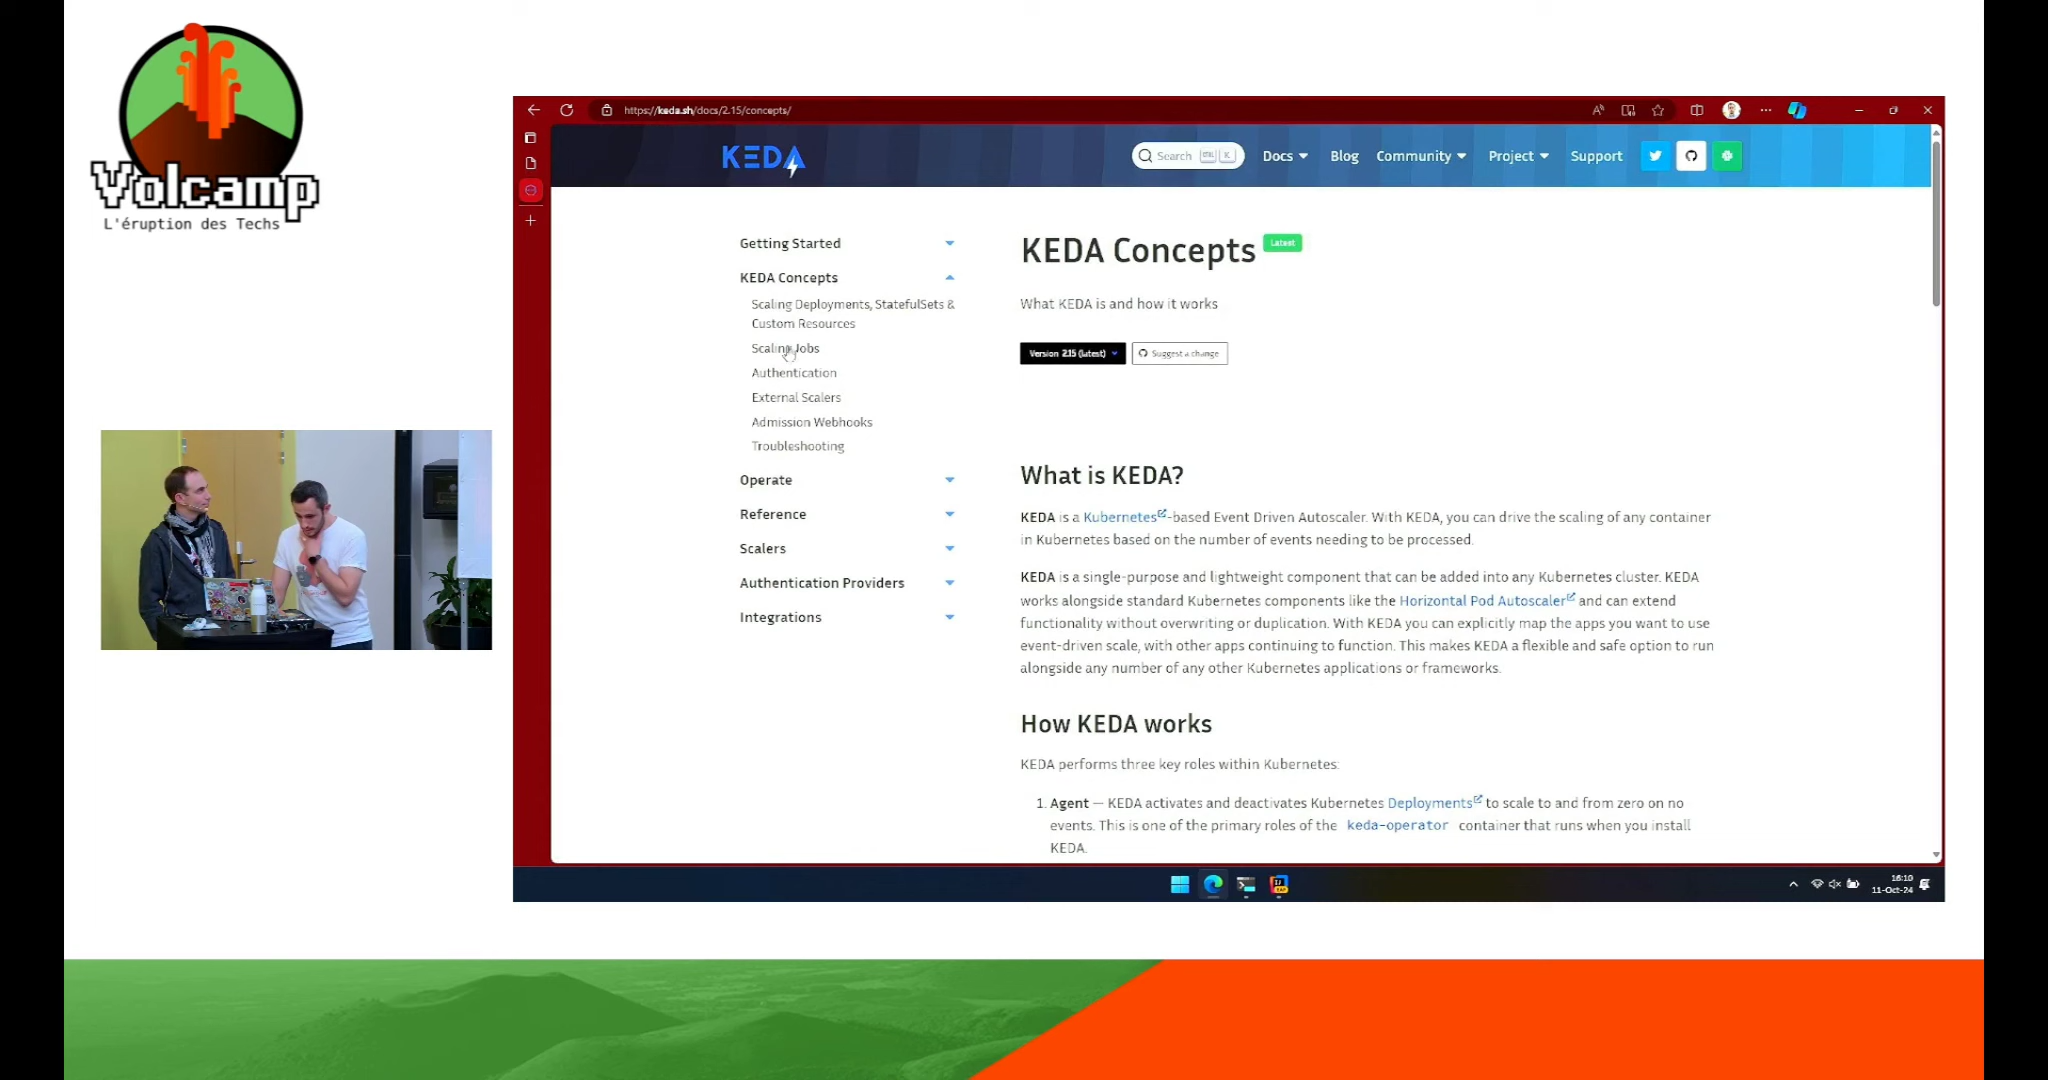 Volcamp
L'éruption des Techs
https://keda.sh/docs/2.15/concepts/
KEDA
Search
K
Docs
Blog
Community
Project
Support
Getting Started
KEDA Concepts
Scaling Deployments, StatefulSets &
Custom Resources
Scaling Jobs
Authentication
External Scalers
Admission Webhooks
Troubleshooting
Operate
Reference
Scalers
Authentication Providers
Integrations
KEDA Concepts Latest
What KEDA is and how it works
Version 2.15 (latest)
Suggest a change
What is KEDA?
KEDA is a Kubernetes-based Event Driven Autoscaler. With KEDA, you can drive the scaling of any container
in Kubernetes based on the number of events needing to be processed.
KEDA is a single-purpose and lightweight component that can be added into any Kubernetes cluster. KEDA
works alongside standard Kubernetes components like the Horizontal Pod Autoscaler and can extend
functionality without overwriting or duplication. With KEDA you can explicitly map the apps you want to use
event-driven scale, with other apps continuing to function. This makes KEDA a flexible and safe option to run
alongside any number of any other Kubernetes applications or frameworks.
How KEDA works
KEDA performs three key roles within Kubernetes:
1. Agent — KEDA activates and deactivates Kubernetes Deployments to scale to and from zero on no
events. This is one of the primary roles of the keda-operator container that runs when you install
KEDA.
16:10
11-Oct-24